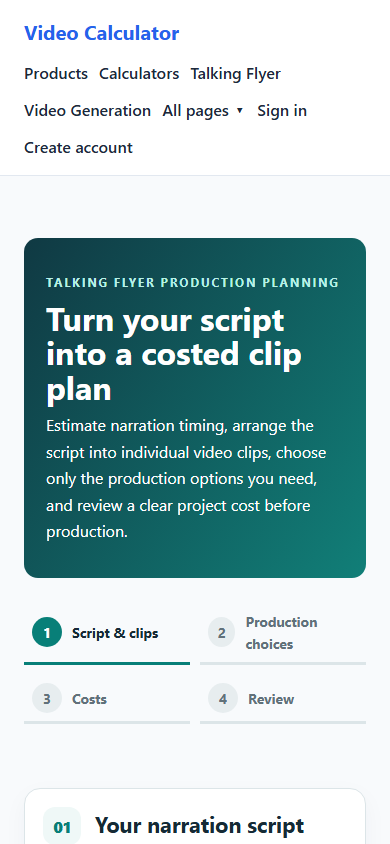 Video Calculator
Products Calculators Talking Flyer
Video Generation All pages ▼ Sign in
Create account
TALKING FLYER PRODUCTION PLANNING
Turn your script
into a costed clip
plan
Estimate narration timing, arrange the
script into individual video clips, choose
only the production options you need,
and review a clear project cost before
production.
1 Script & clips
2 Production
choices
3 Costs
4 Review
01 Your narration script